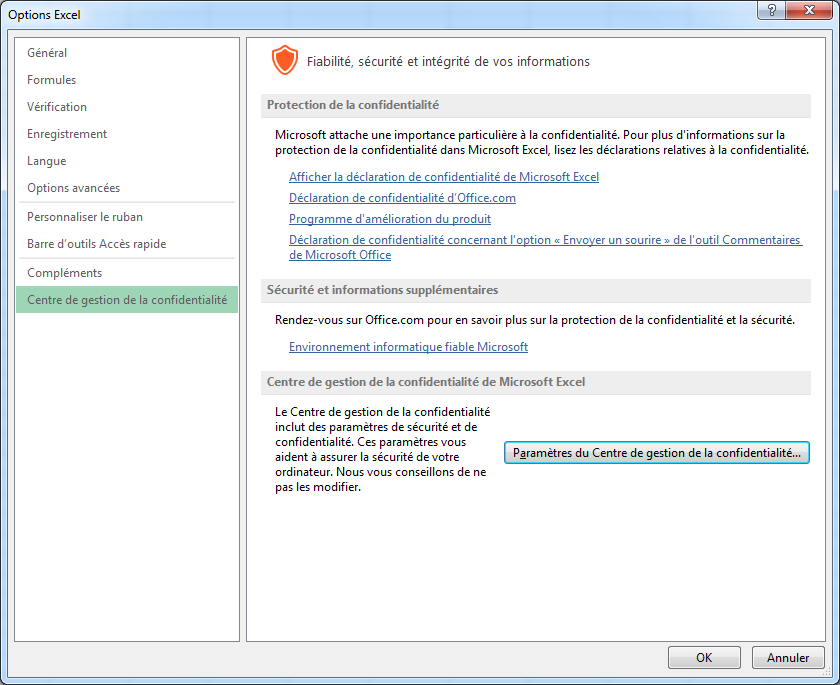 Options Excel
?
Général
Formules
Vérification
Enregistrement
Langue
Options avancées
Personnaliser le ruban
Barre d'outils Accès rapide
Compléments
Centre de gestion de la confidentialité
Fiabilité, sécurité et intégrité de vos informations
Protection de la confidentialité
Microsoft attache une importance particulière à la confidentialité. Pour plus d'informations sur la
protection de la confidentialité dans Microsoft Excel, lisez les déclarations relatives à la confidentialité.
Afficher la déclaration de confidentialité de Microsoft Excel
Déclaration de confidentialité d'Office.com
Programme d'amélioration du produit
Déclaration de confidentialité concernant l'option « Envoyer un sourire » de l'outil Commentaires
de Microsoft Office
Sécurité et informations supplémentaires
Rendez-vous sur Office.com pour en savoir plus sur la protection de la confidentialité et la sécurité.
Environnement informatique fiable Microsoft
Centre de gestion de la confidentialité de Microsoft Excel
Le Centre de gestion de la confidentialité
inclut des paramètres de sécurité et de
confidentialité. Ces paramètres vous
aident à assurer la sécurité de votre
ordinateur. Nous vous conseillons de ne
pas les modifier.
Paramètres du Centre de gestion de la confidentialité...
OK
Annuler